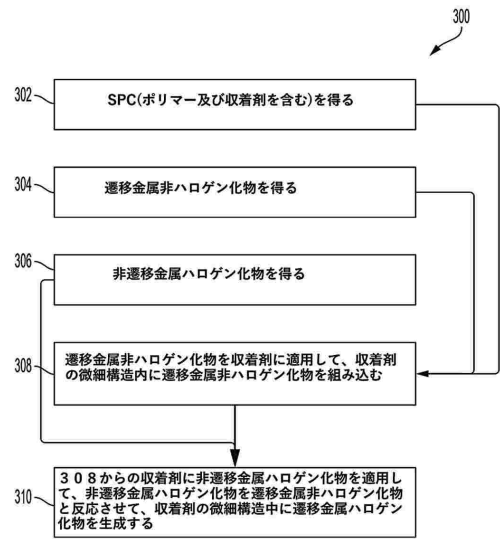 300
302
SPC(ポリマー及び収着剤を含む)を得る
304
遷移金属非ハロゲン化物を得る
306
非遷移金属ハロゲン化物を得る
308
遷移金属非ハロゲン化物を収着剤に適用して、収着剤
の微細構造内に遷移金属非ハロゲン化物を組み込む
310
308からの収着剤に非遷移金属ハロゲン化物を適用し
て、非遷移金属ハロゲン化物を遷移金属非ハロゲン化物
と反応させて、収着剤の微細構造中に遷移金属ハロゲン
化物を生成する